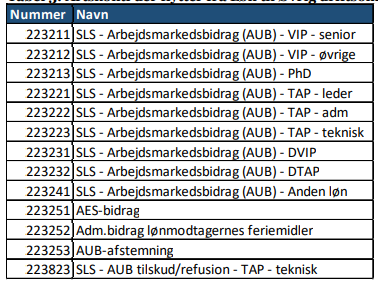 Nummer Navn
223211 SLS - Arbejdsmarkedsbidrag (AUB) - VIP - senior
223212 SLS - Arbejdsmarkedsbidrag (AUB) - VIP - øvrige
223213 SLS - Arbejdsmarkedsbidrag (AUB) - PhD
223221 SLS - Arbejdsmarkedsbidrag (AUB) - TAP - leder
223222 SLS - Arbejdsmarkedsbidrag (AUB) - TAP - adm
223223 SLS - Arbejdsmarkedsbidrag (AUB) - TAP - teknisk
223231 SLS - Arbejdsmarkedsbidrag (AUB) - DVIP
223232 SLS - Arbejdsmarkedsbidrag (AUB) - DTAP
223241 SLS - Arbejdsmarkedsbidrag (AUB) - Anden løn
223251 AES-bidrag
223252 Adm.bidrag lønmodtagernes feriemidler
223253 AUB-afstemning
223823 SLS - AUB tilskud/refusion - TAP - teknisk